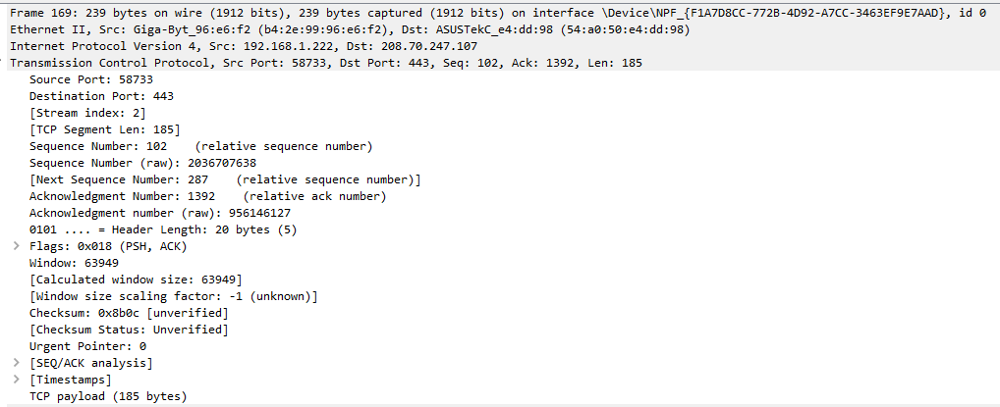 Frame 169: 239 bytes on wire (1912 bits), 239 bytes captured (1912 bits) on interface \Device\NPF_{F1A7D8CC-772B-4D92-A7CC-3463EF9E7AAD}, id 0
Ethernet II, Src: Giga-Byt_96:e6:f2 (b4:2e:99:96:e6:f2), Dst: ASUSTekC_e4:dd:98 (54:a0:50:e4:dd:98)
Internet Protocol Version 4, Src: 192.168.1.222, Dst: 208.70.247.107
Transmission Control Protocol, Src Port: 58733, Dst Port: 443, Seq: 102, Ack: 1392, Len: 185
Source Port: 58733
Destination Port: 443
[Stream index: 2]
[TCP Segment Len: 185]
Sequence Number: 102    (relative sequence number)
Sequence Number (raw): 2036707638
[Next Sequence Number: 287    (relative sequence number)]
Acknowledgment Number: 1392    (relative ack number)
Acknowledgment number (raw): 956146127
0101 .... = Header Length: 20 bytes (5)
Flags: 0x018 (PSH, ACK)
Window: 63949
[Calculated window size: 63949]
[Window size scaling factor: -1 (unknown)]
Checksum: 0x8b0c [unverified]
[Checksum Status: Unverified]
Urgent Pointer: 0
[SEQ/ACK analysis]
[Timestamps]
TCP payload (185 bytes)